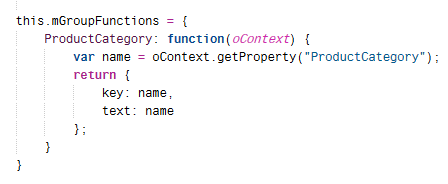 this.mGroupFunctions = {
    ProductCategory: function(oContext) {
        var name = oContext.getProperty("ProductCategory");
        return {
            key: name,
            text: name
        };
    }
}